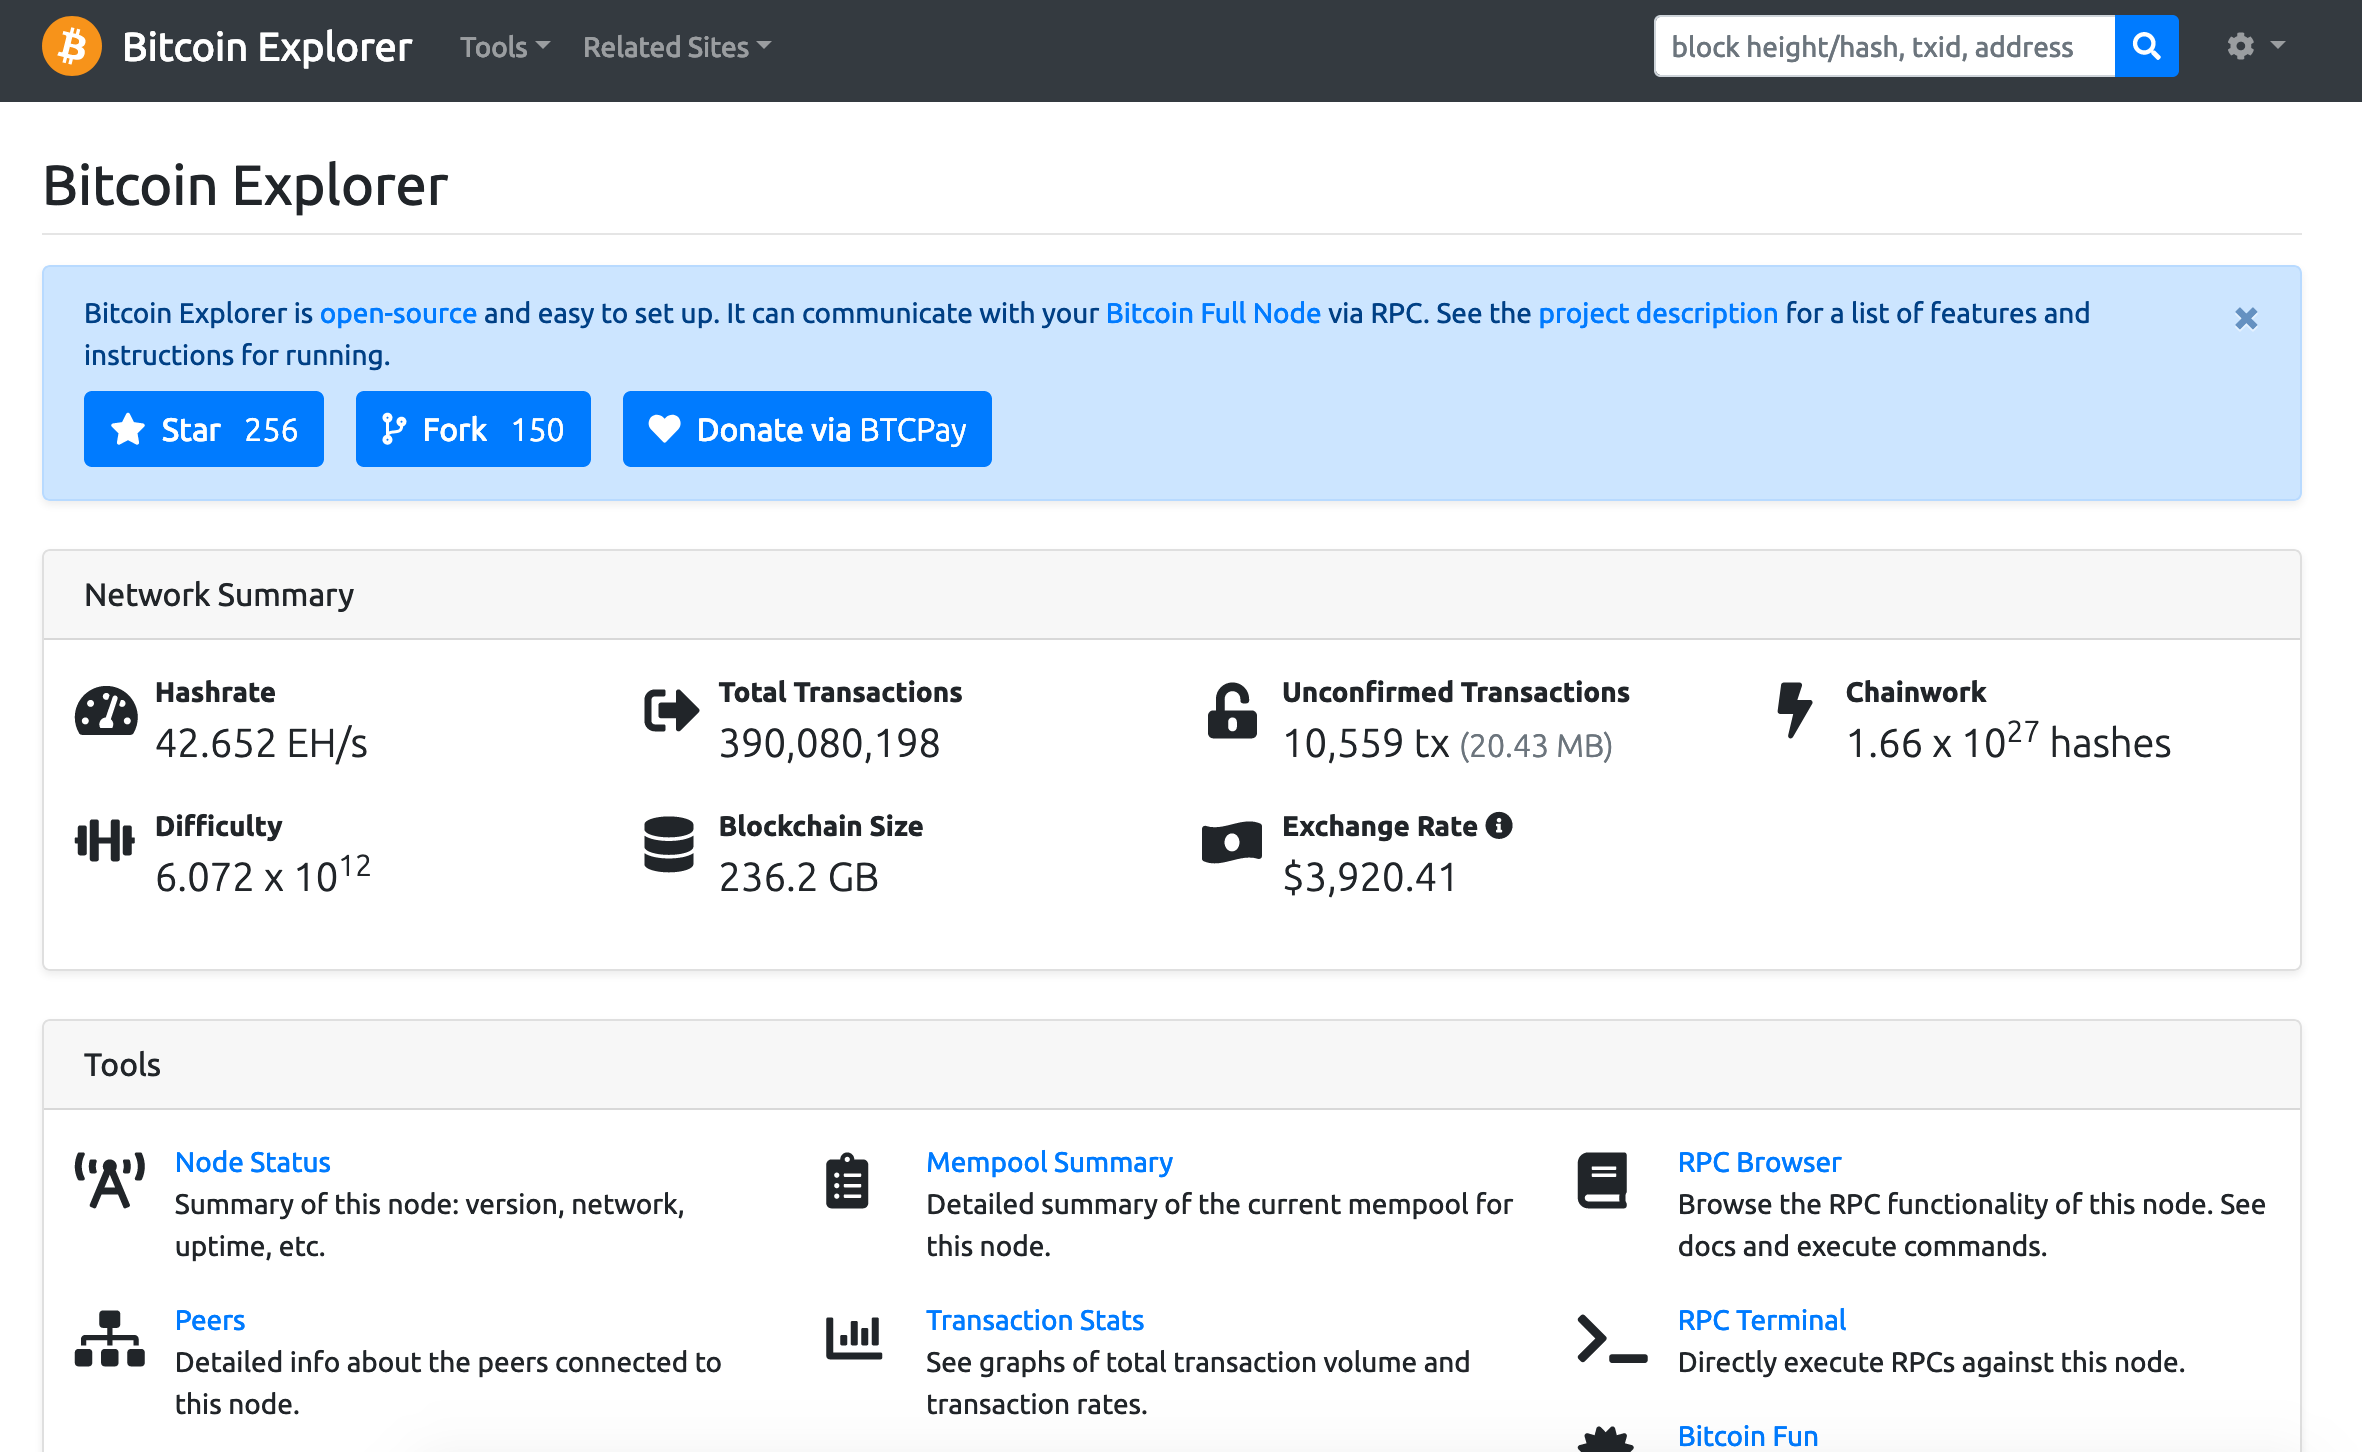 Bitcoin Explorer Tools Related Sites block height/hash, txid, address
Bitcoin Explorer
Bitcoin Explorer is open-source and easy to set up. It can communicate with your Bitcoin Full Node via RPC. See the project description for a list of features and
instructions for running.
Star 256 Fork 150 Donate via BTCPay
Network Summary
Hashrate
42.652 EH/s
Total Transactions
390,080,198
Unconfirmed Transactions
10,559 tx (20.43 MB)
Chainwork
1.66 x 10²⁷ hashes
Difficulty
6.072 x 10¹²
Blockchain Size
236.2 GB
Exchange Rate
$3,920.41
Tools
Node Status
Summary of this node: version, network,
uptime, etc.
Mempool Summary
Detailed summary of the current mempool for
this node.
RPC Browser
Browse the RPC functionality of this node. See
docs and execute commands.
Peers
Detailed info about the peers connected to
this node.
Transaction Stats
See graphs of total transaction volume and
transaction rates.
RPC Terminal
Directly execute RPCs against this node.
Bitcoin Fun